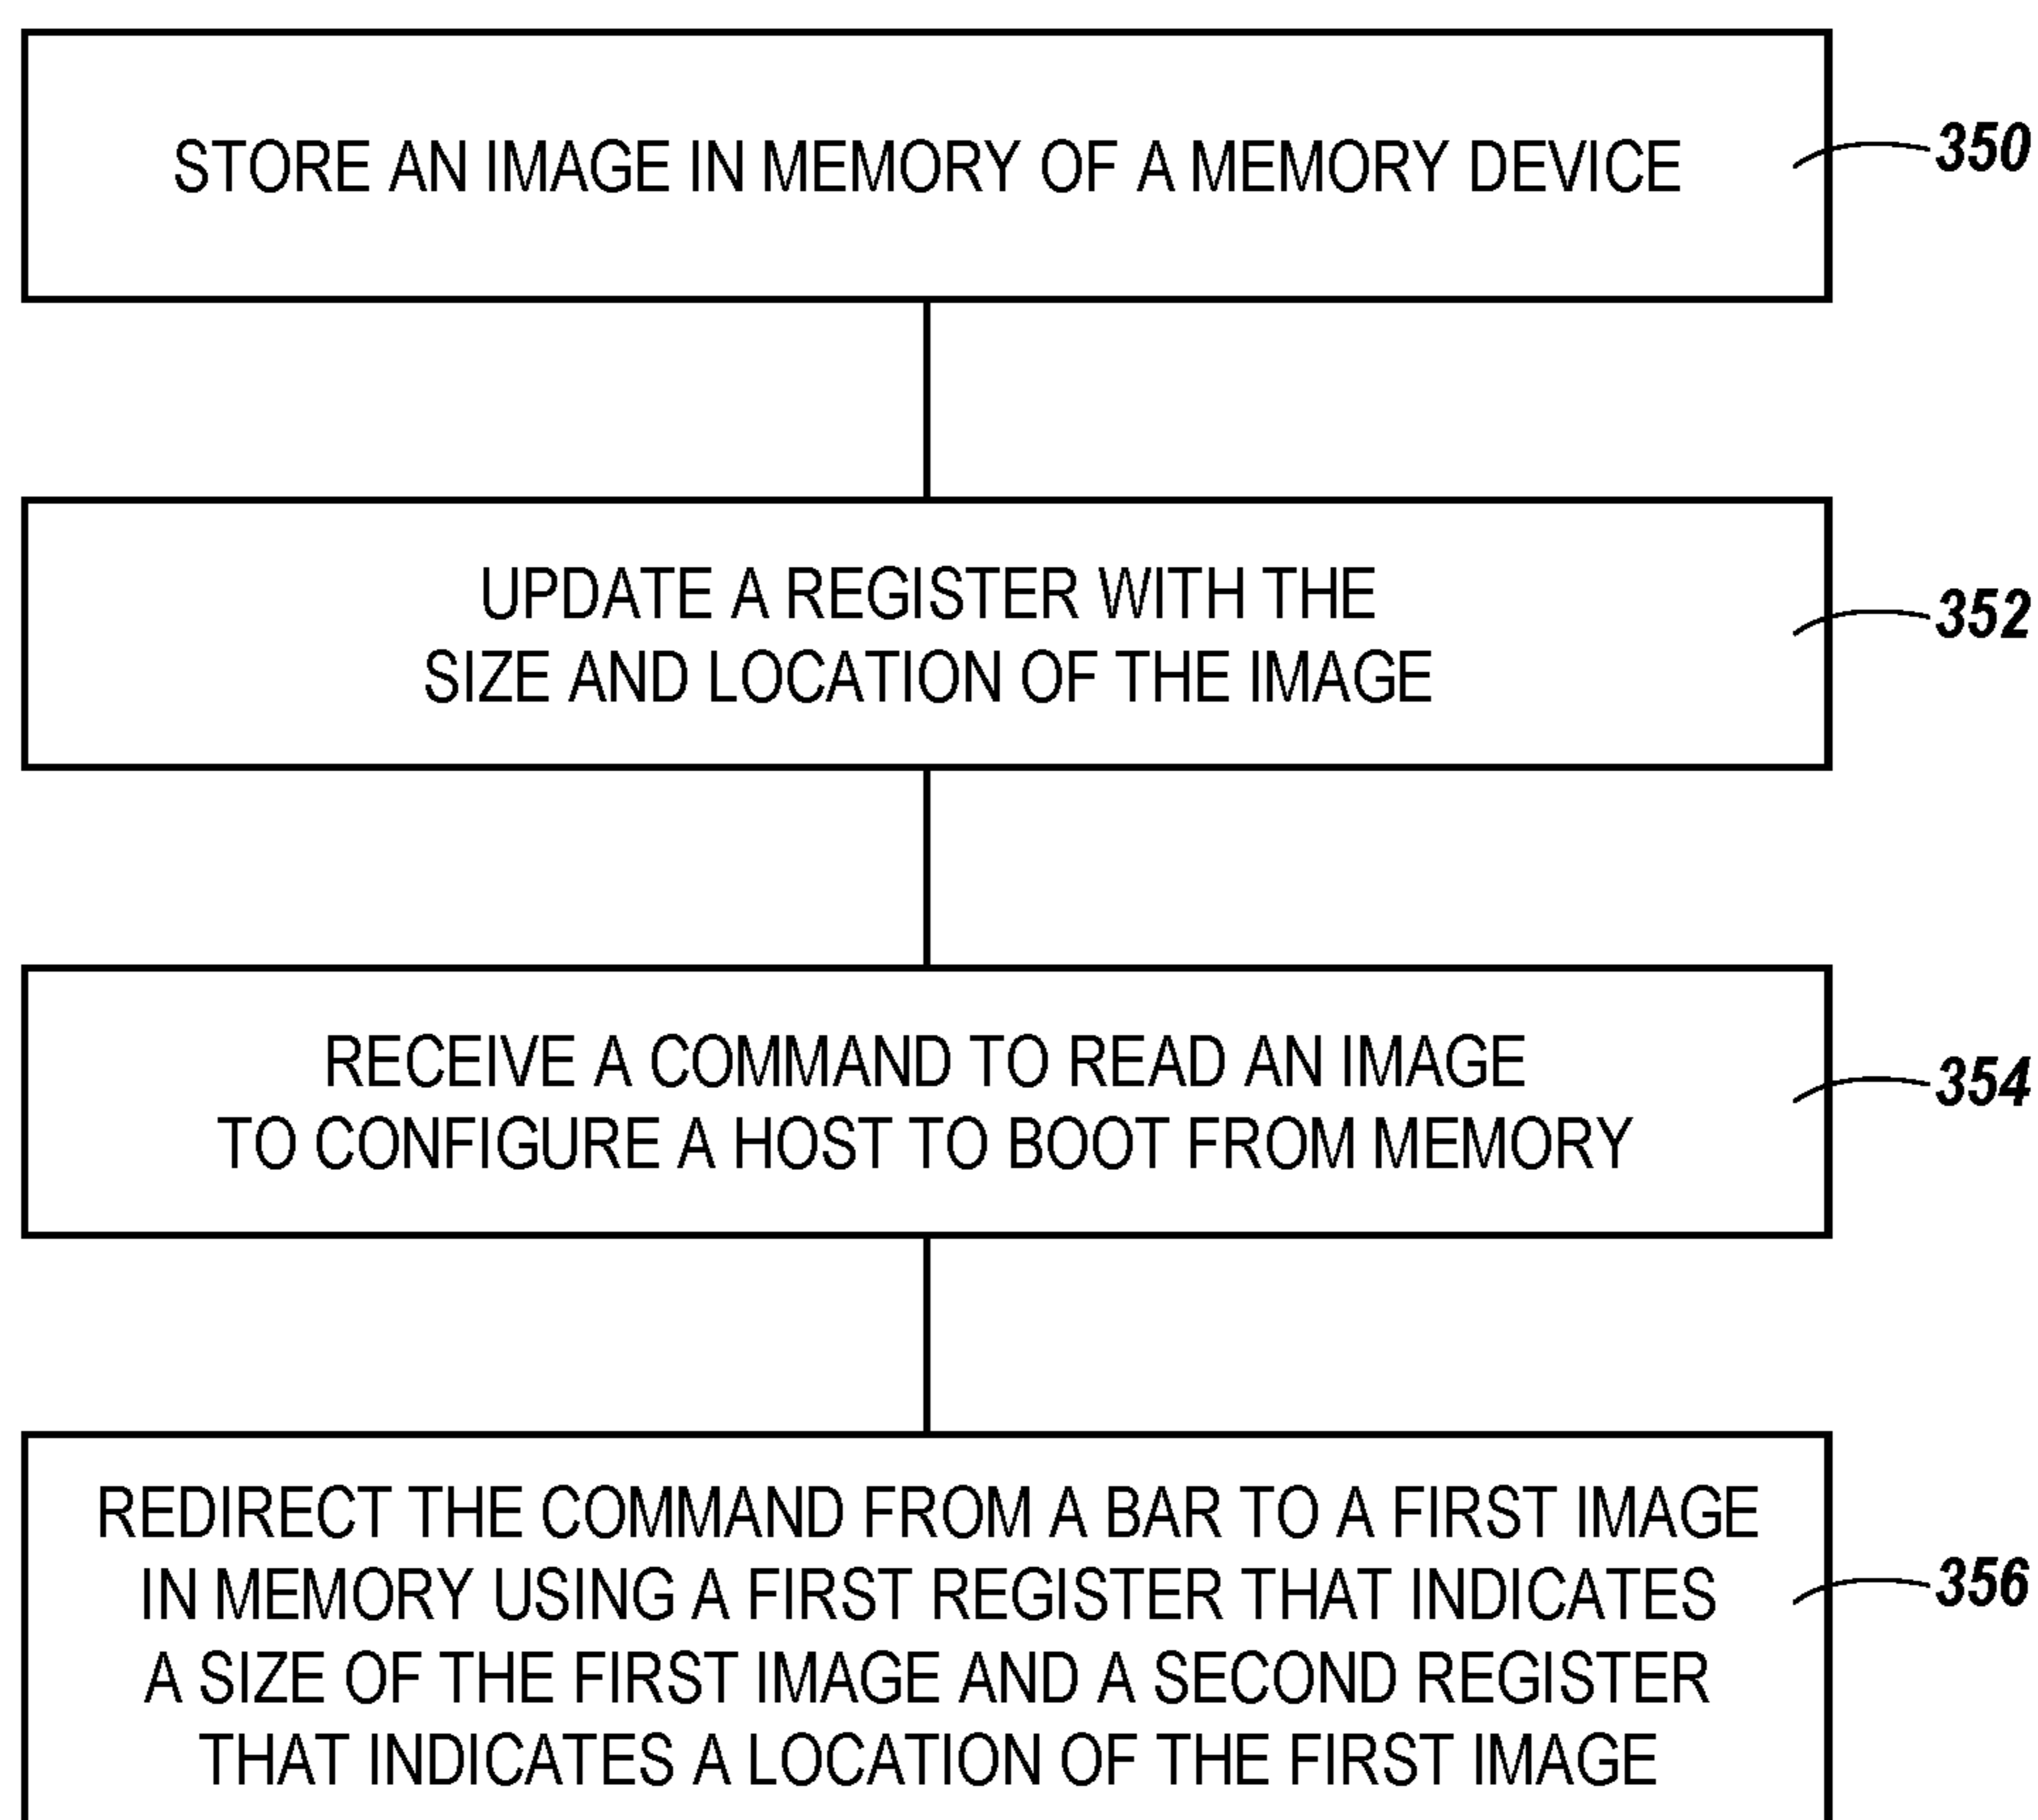 STORE AN IMAGE IN MEMORY OF A MEMORY DEVICE
350
UPDATE A REGISTER WITH THE
SIZE AND LOCATION OF THE IMAGE
352
RECEIVE A COMMAND TO READ AN IMAGE
TO CONFIGURE A HOST TO BOOT FROM MEMORY
354
REDIRECT THE COMMAND FROM A BAR TO A FIRST IMAGE
IN MEMORY USING A FIRST REGISTER THAT INDICATES
A SIZE OF THE FIRST IMAGE AND A SECOND REGISTER
THAT INDICATES A LOCATION OF THE FIRST IMAGE
356